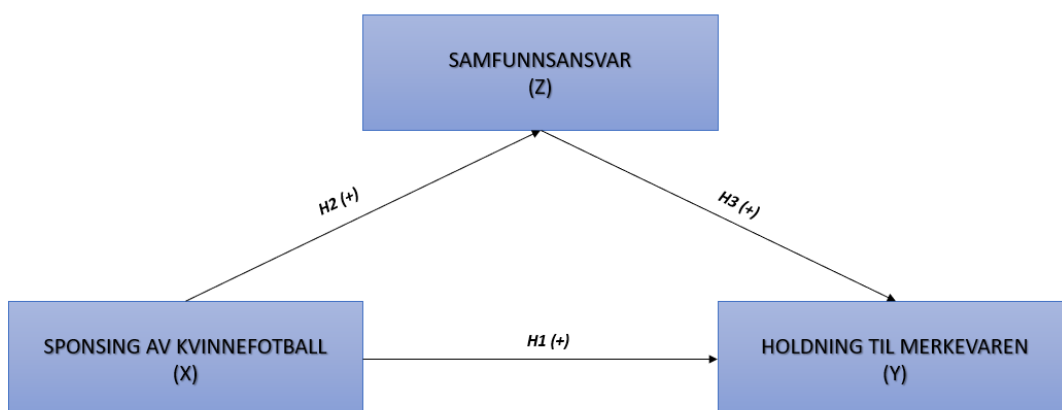 SAMFUNNSANSVAR
(Z)
H2 (+)
H3 (+)
SPONSING AV KVINNEFOTBALL
(X)
H1 (+)
HOLDNING TIL MERKEVAREN
(Y)